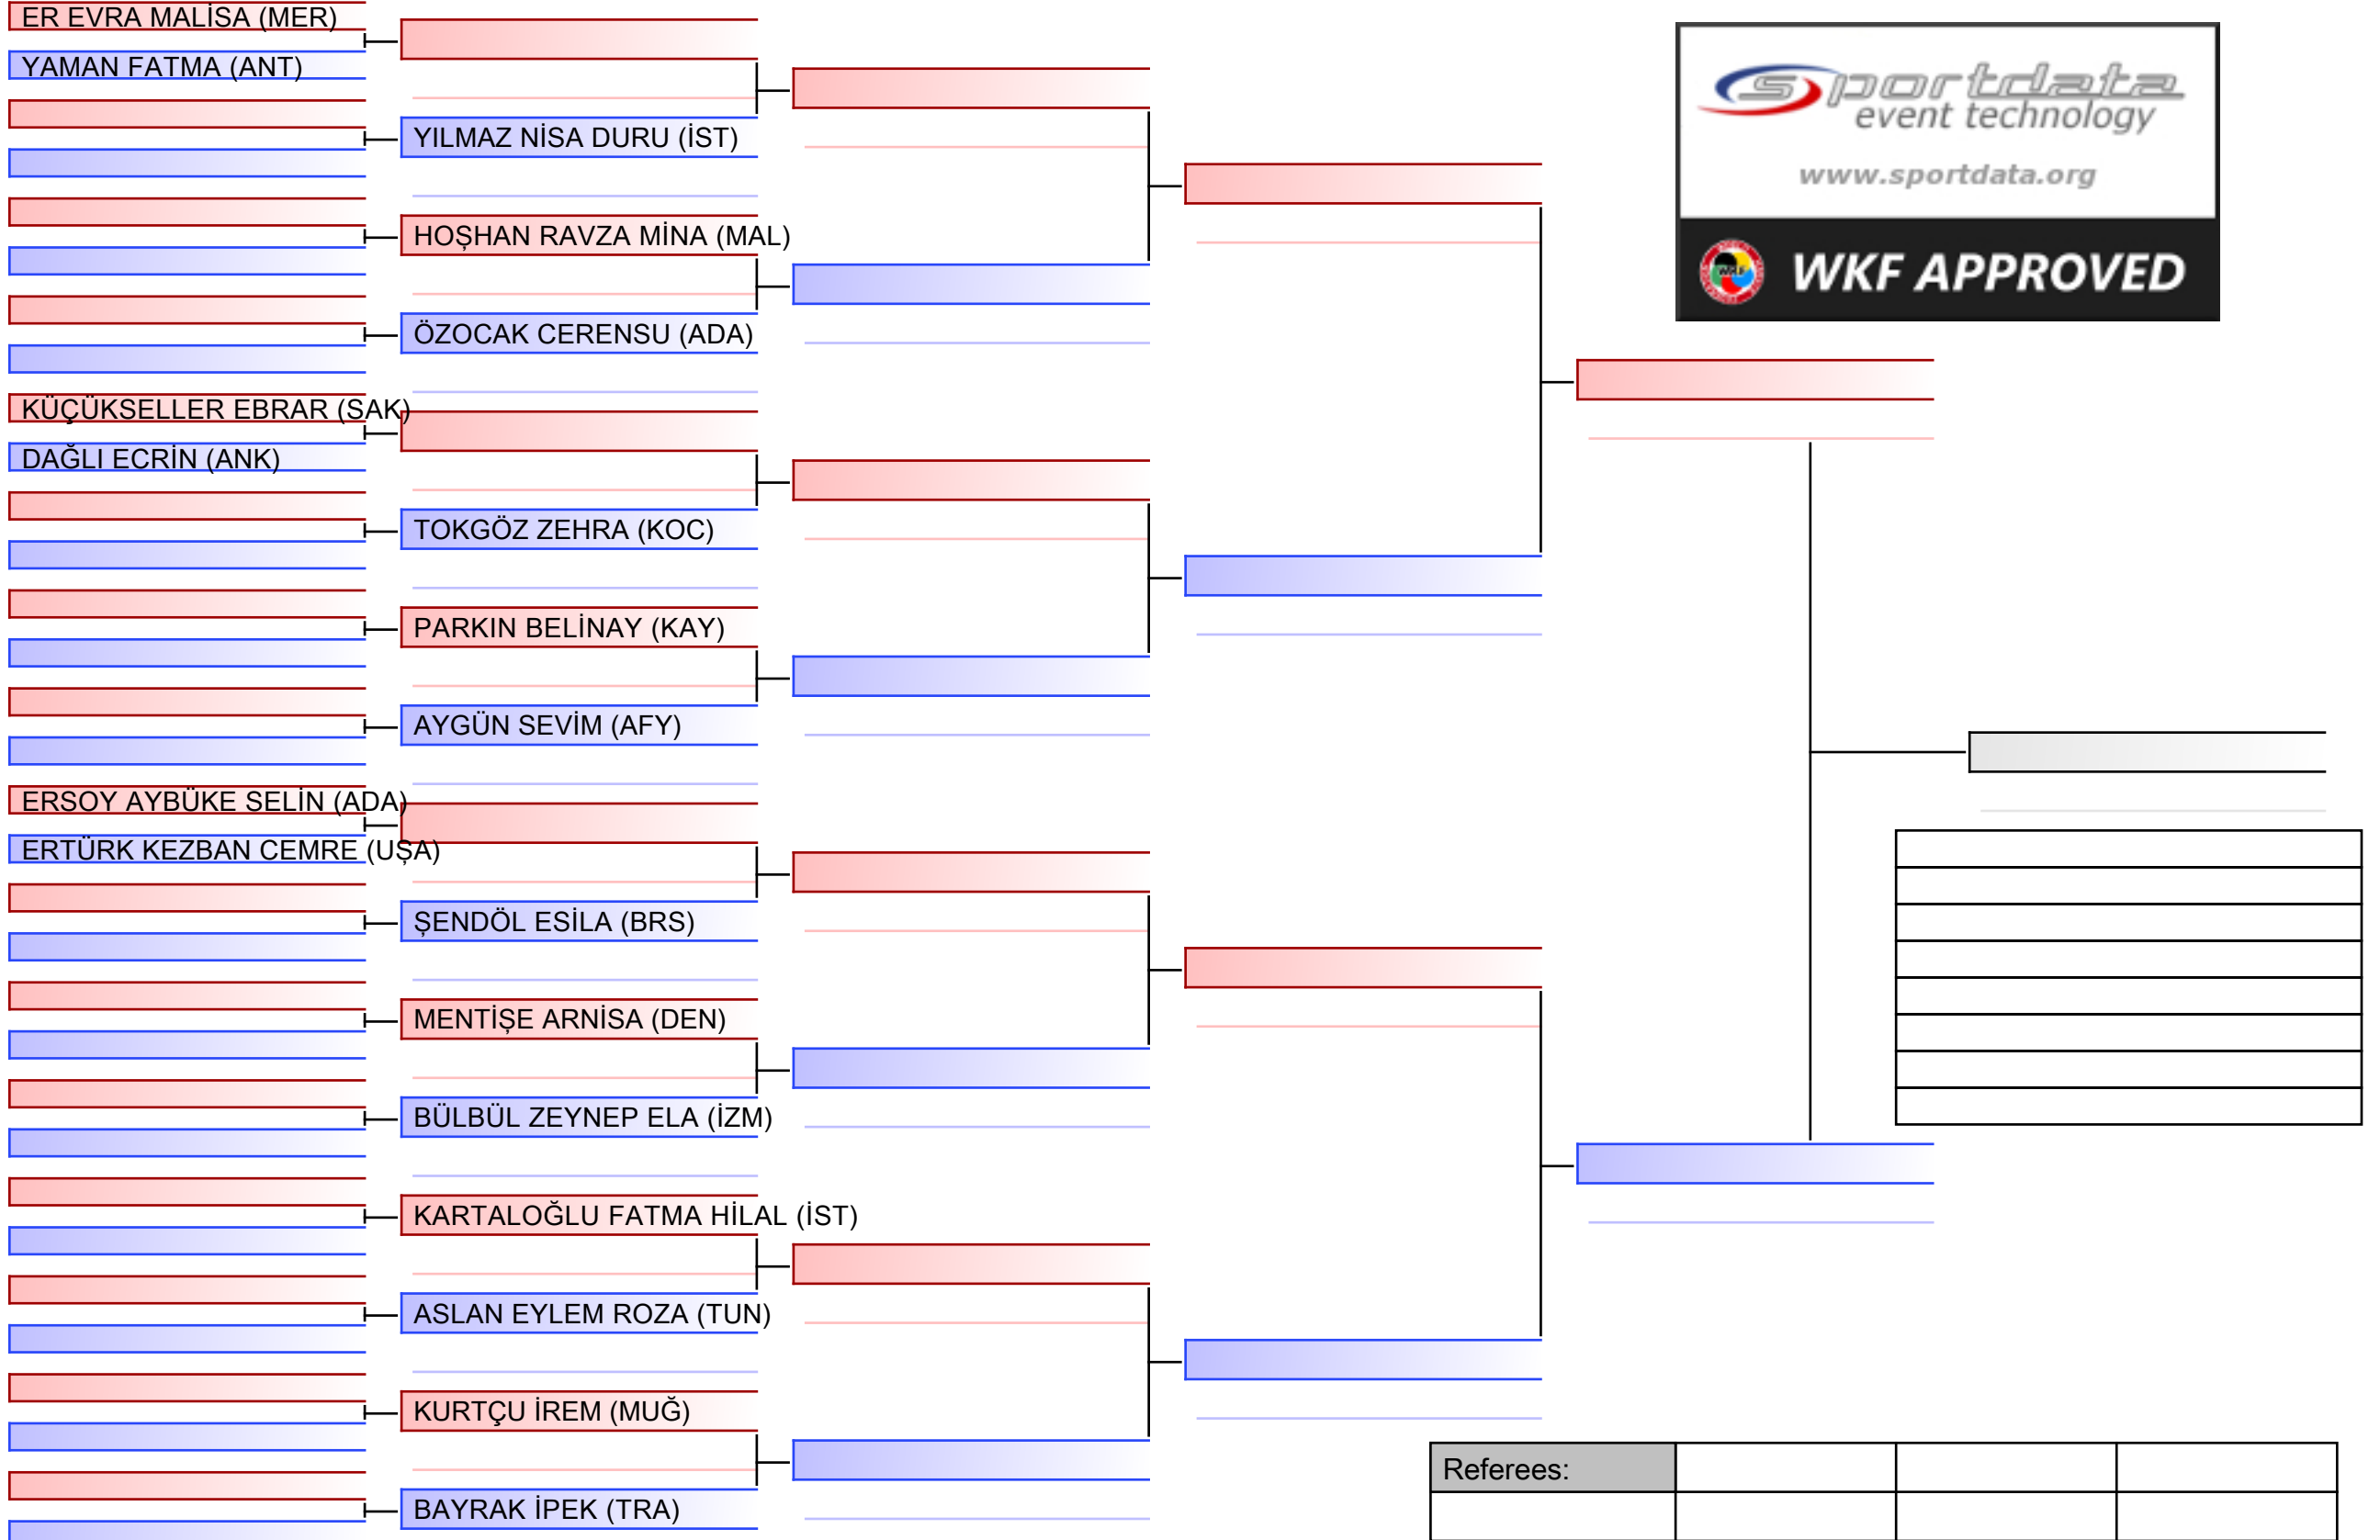 ER EVRA MALİSA (MER)
YAMAN FATMA (ANT)
YILMAZ NİSA DURU (İST)
HOŞHAN RAVZA MİNA (MAL)
ÖZOCAK CERENSU (ADA)
KÜÇÜKSELLER EBRAR (SAK)
DAĞLI ECRİN (ANK)
TOKGÖZ ZEHRA (KOC)
PARKIN BELİNAY (KAY)
AYGÜN SEVİM (AFY)
ERSOY AYBÜKE SELİN (ADA)
ERTÜRK KEZBAN CEMRE (UŞA)
ŞENDÖL ESİLA (BRS)
MENTİŞE ARNİSA (DEN)
BÜLBÜL ZEYNEP ELA (İZM)
KARTALOĞLU FATMA HİLAL (İST)
ASLAN EYLEM ROZA (TUN)
KURTÇU İREM (MUĞ)
BAYRAK İPEK (TRA)
sportdata
event technology
www.sportdata.org
WKF
WKF APPROVED
Referees: